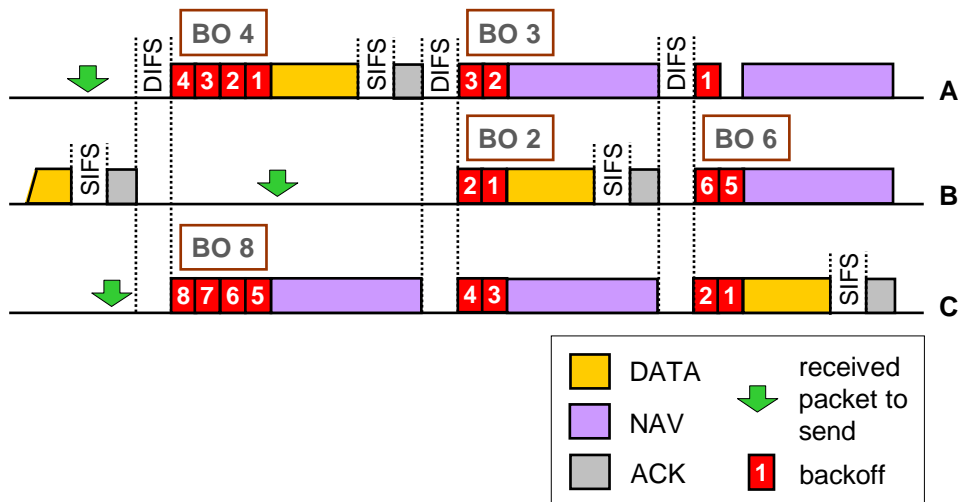 BO 4
BO 3
DIFS
SIFS
DIFS
DIFS
4 3 2 1
3 2
1
A
SIFS
BO 2
SIFS
BO 6
2 1
6 5
B
BO 8
SIFS
8 7 6 5
4 3
2 1
C
DATA
NAV
ACK
received
packet to
send
1
backoff